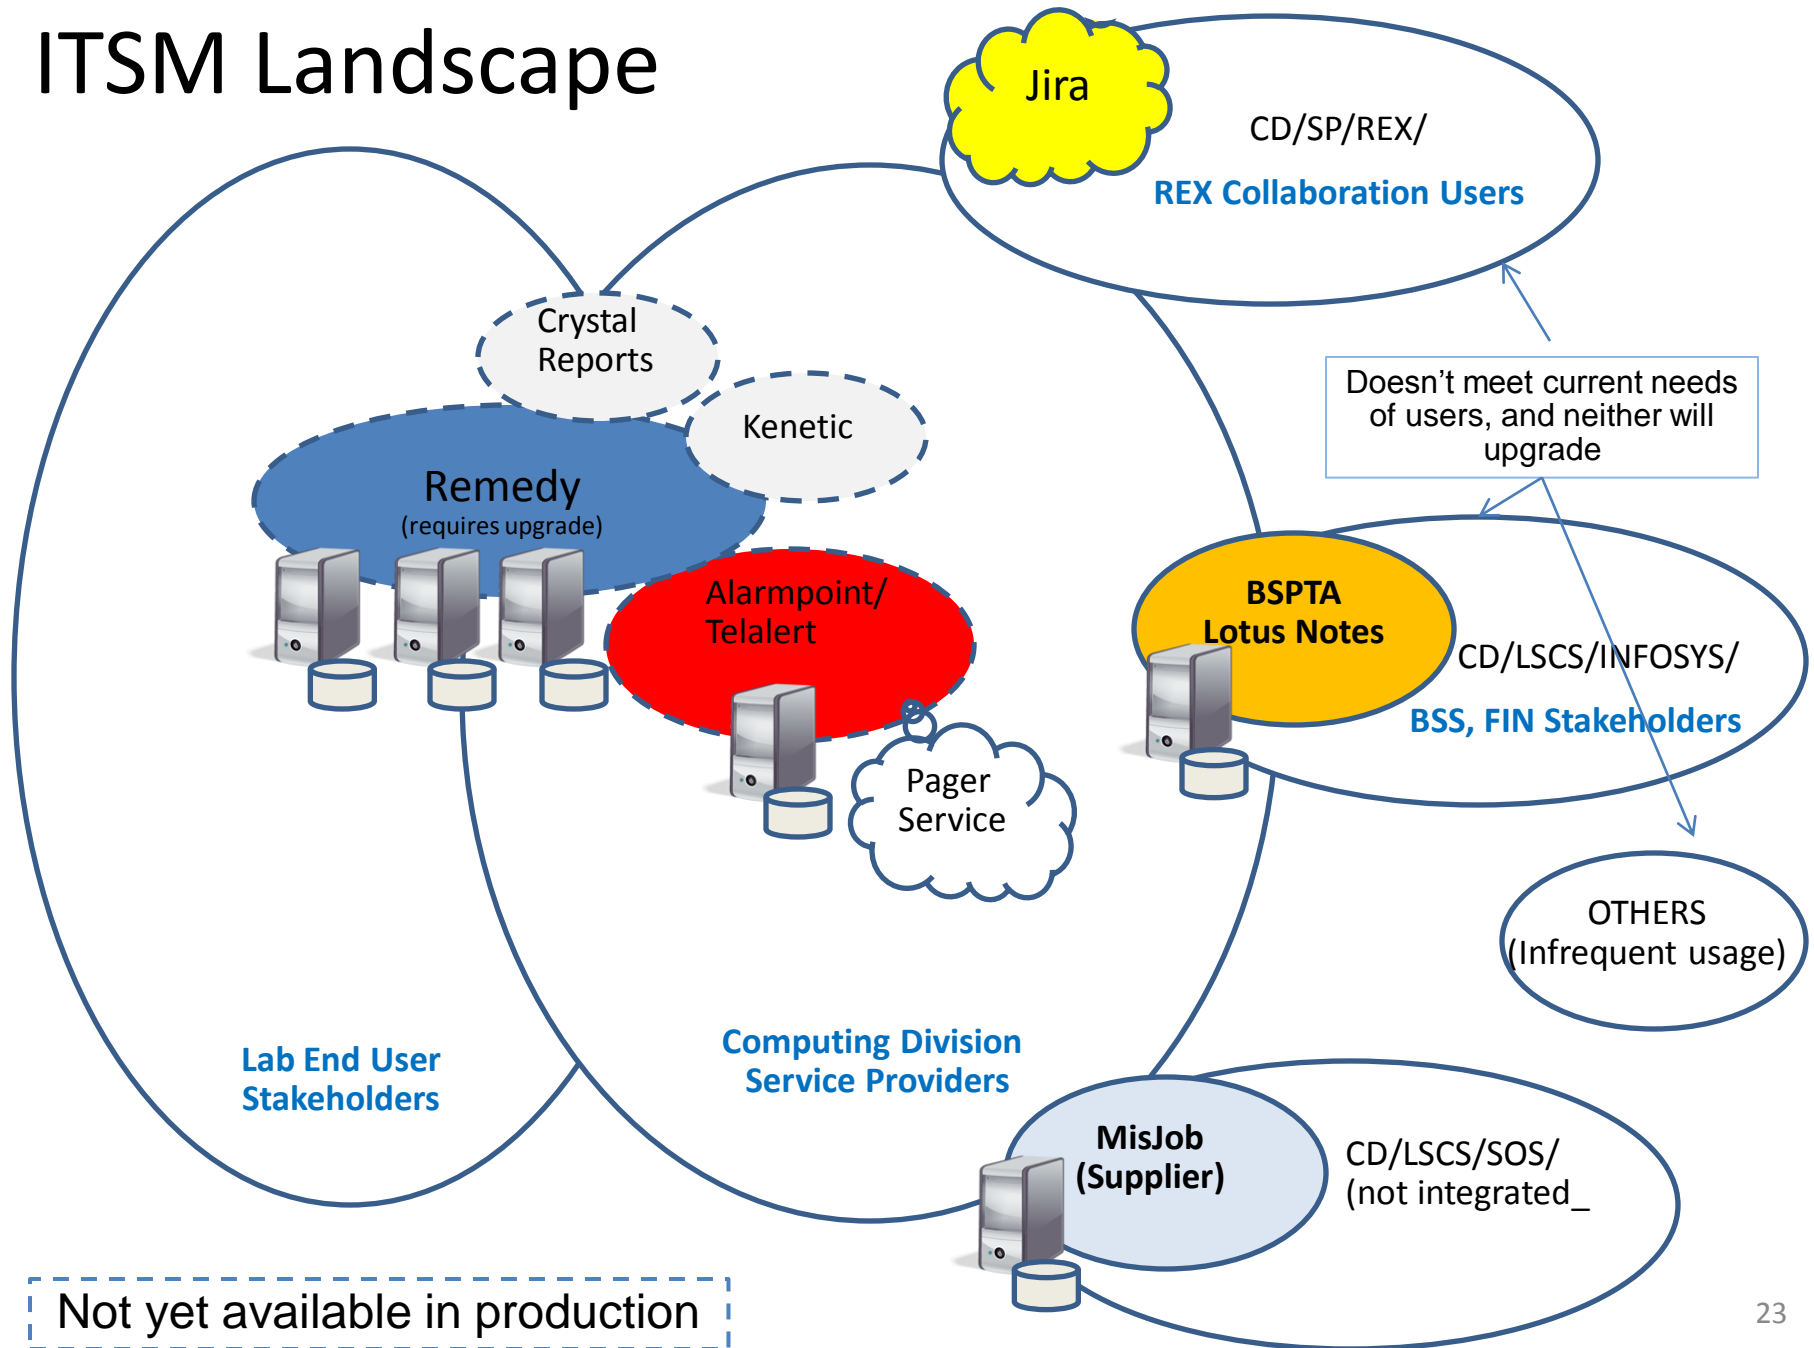 ITSM Landscape
Jira
CD/SP/REX/
REX Collaboration Users
Crystal
Reports
Kenetic
Remedy
(requires upgrade)
Doesn’t meet current needs
of users, and neither will
upgrade
Alarmpoint/
Telalert
BSPTA
Lotus Notes
CD/LSCS/INFOSYS/
BSS, FIN Stakeholders
Pager
Service
OTHERS
(Infrequent usage)
Lab End User
Stakeholders
Computing Division
Service Providers
MisJob
(Supplier)
CD/LSCS/SOS/
(not integrated_
Not yet available in production
23